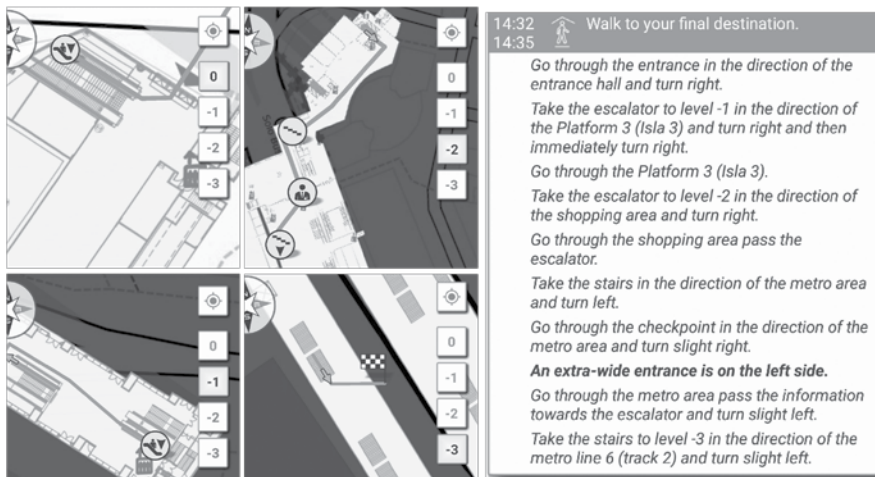 0
-1
-2
-3
0
-1
-2
-3
0
-1
-2
-3
0
-1
-2
-3
14:32 Walk to your final destination.
14:35
Go through the entrance in the direction of the
entrance hall and turn right.
Take the escalator to level -1 in the direction of
the Platform 3 (Isla 3) and turn right and then
immediately turn right.
Go through the Platform 3 (Isla 3).
Take the escalator to level -2 in the direction of
the shopping area and turn right.
Go through the shopping area pass the
escalator.
Take the stairs in the direction of the metro area
and turn left.
Go through the checkpoint in the direction of the
metro area and turn slight right.
An extra-wide entrance is on the left side.
Go through the metro area pass the information
towards the escalator and turn slight left.
Take the stairs to level -3 in the direction of the
metro line 6 (track 2) and turn slight left.